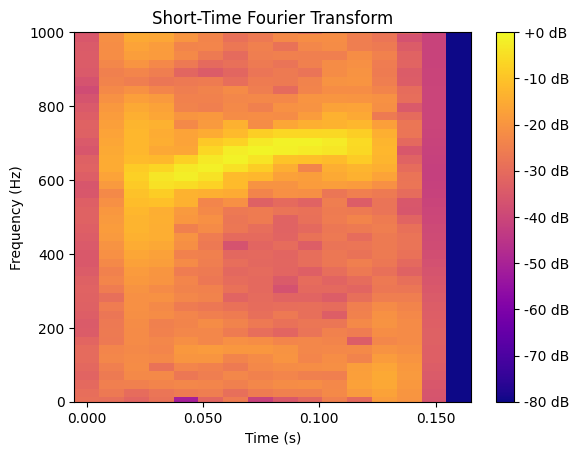 Short-Time Fourier Transform
1000
800
600
400
200
0
Frequency (Hz)
0.000
0.050
0.100
0.150
Time (s)
+0 dB
-10 dB
-20 dB
-30 dB
-40 dB
-50 dB
-60 dB
-70 dB
-80 dB